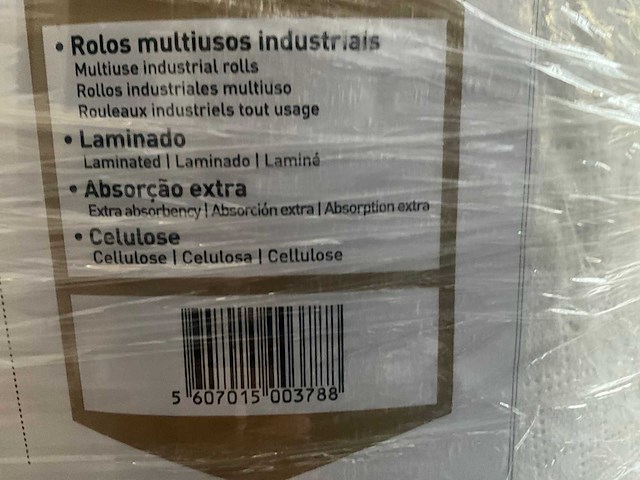 • Rolos multiusos industriais
Multiuse industrial rolls
Rollos industriales multiuso
Rouleaux industriels tout usage
• Laminado
Laminated | Laminado | Laminé
• Absorção extra
Extra absorbency | Absorción extra | Absorption extra
• Celulose
Cellulose | Celulosa | Cellulose
5 607015 003788